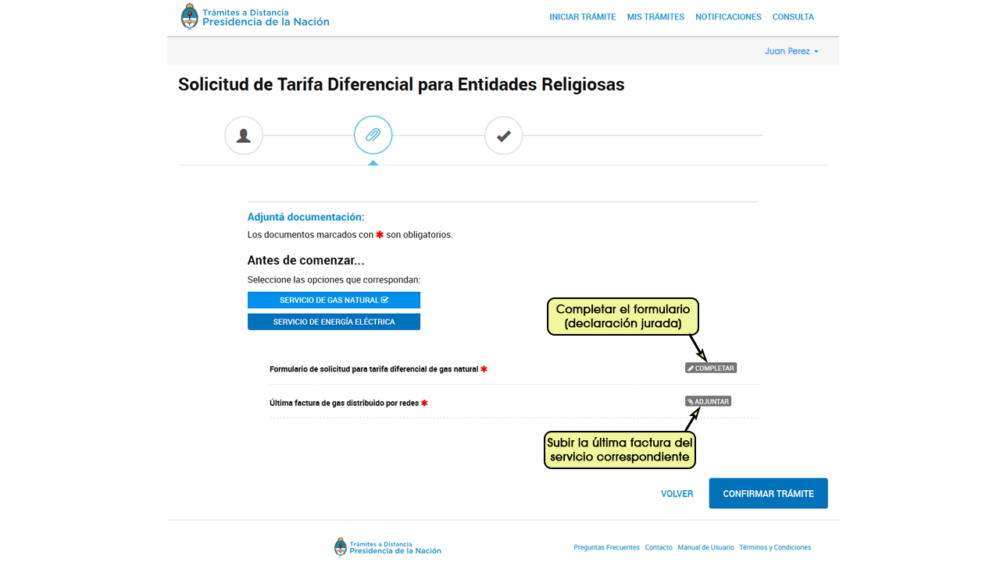 Trámites a Distancia
Presidencia de la Nación
INICIAR TRÁMITE MIS TRÁMITES NOTIFICACIONES CONSULTA
Juan Perez
Solicitud de Tarifa Diferencial para Entidades Religiosas
Adjuntá documentación:
Los documentos marcados con ✱ son obligatorios.
Antes de comenzar...
Seleccione las opciones que correspondan:
SERVICIO DE GAS NATURAL
SERVICIO DE ENERGÍA ELÉCTRICA
Completar el formulario
(declaración jurada)
Formulario de solicitud para tarifa diferencial de gas natural ✱
COMPLETAR
Última factura de gas distribuido por redes ✱
ADJUNTAR
Subir la última factura del
servicio correspondiente
VOLVER CONFIRMAR TRÁMITE
Trámites a Distancia
Presidencia de la Nación
Preguntas Frecuentes Contacto Manual de Usuario Términos y Condiciones